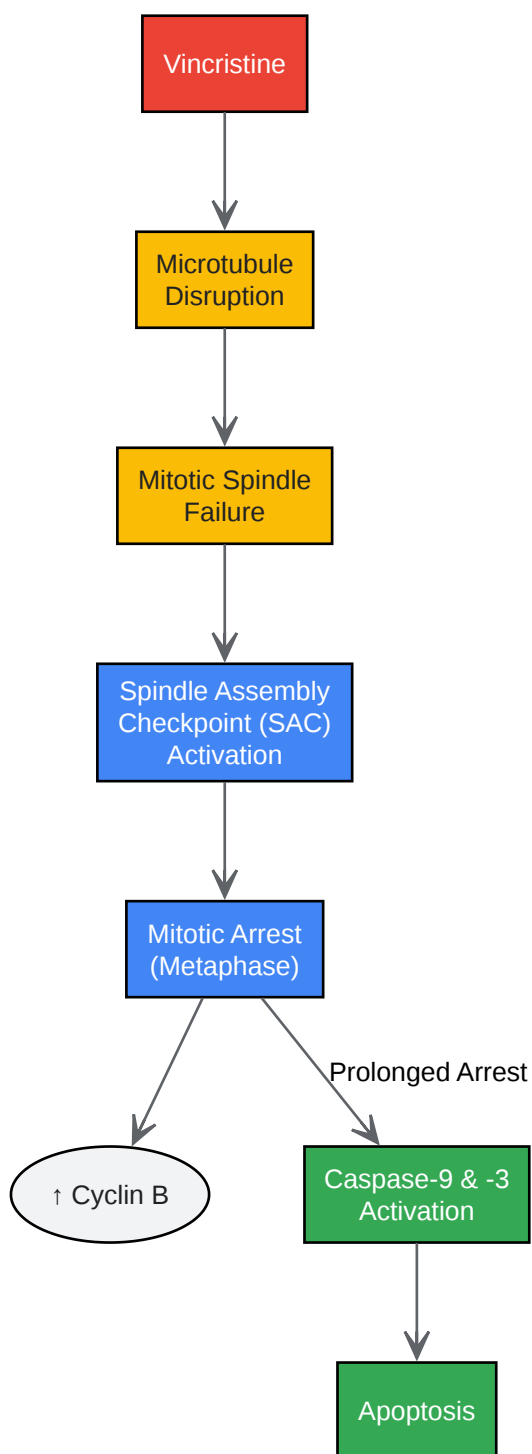 Vincristine
Microtubule
Disruption
Mitotic Spindle
Failure
Spindle Assembly
Checkpoint (SAC)
Activation
Mitotic Arrest
(Metaphase)
Prolonged Arrest
↑ Cyclin B
Caspase-9 & -3
Activation
Apoptosis